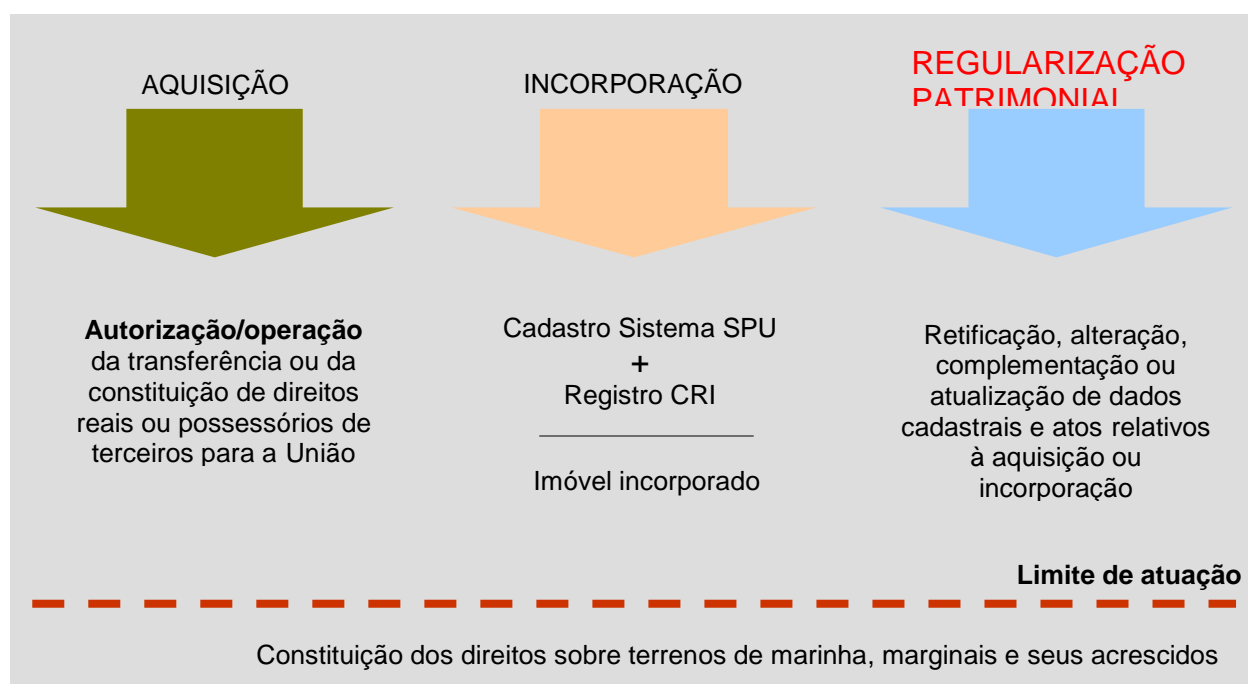 AQUISIÇÃO
INCORPORAÇÃO
REGULARIZAÇÃO
PATRIMONIAL
Autorização/operação
da transferência ou da
constituição de direitos
reais ou possessórios de
terceiros para a União
Cadastro Sistema SPU
+
Registro CRI
Imóvel incorporado
Retificação, alteração,
complementação ou
atualização de dados
cadastrais e atos relativos
à aquisição ou
incorporação
Limite de atuação
Constituição dos direitos sobre terrenos de marinha, marginais e seus acrescidos